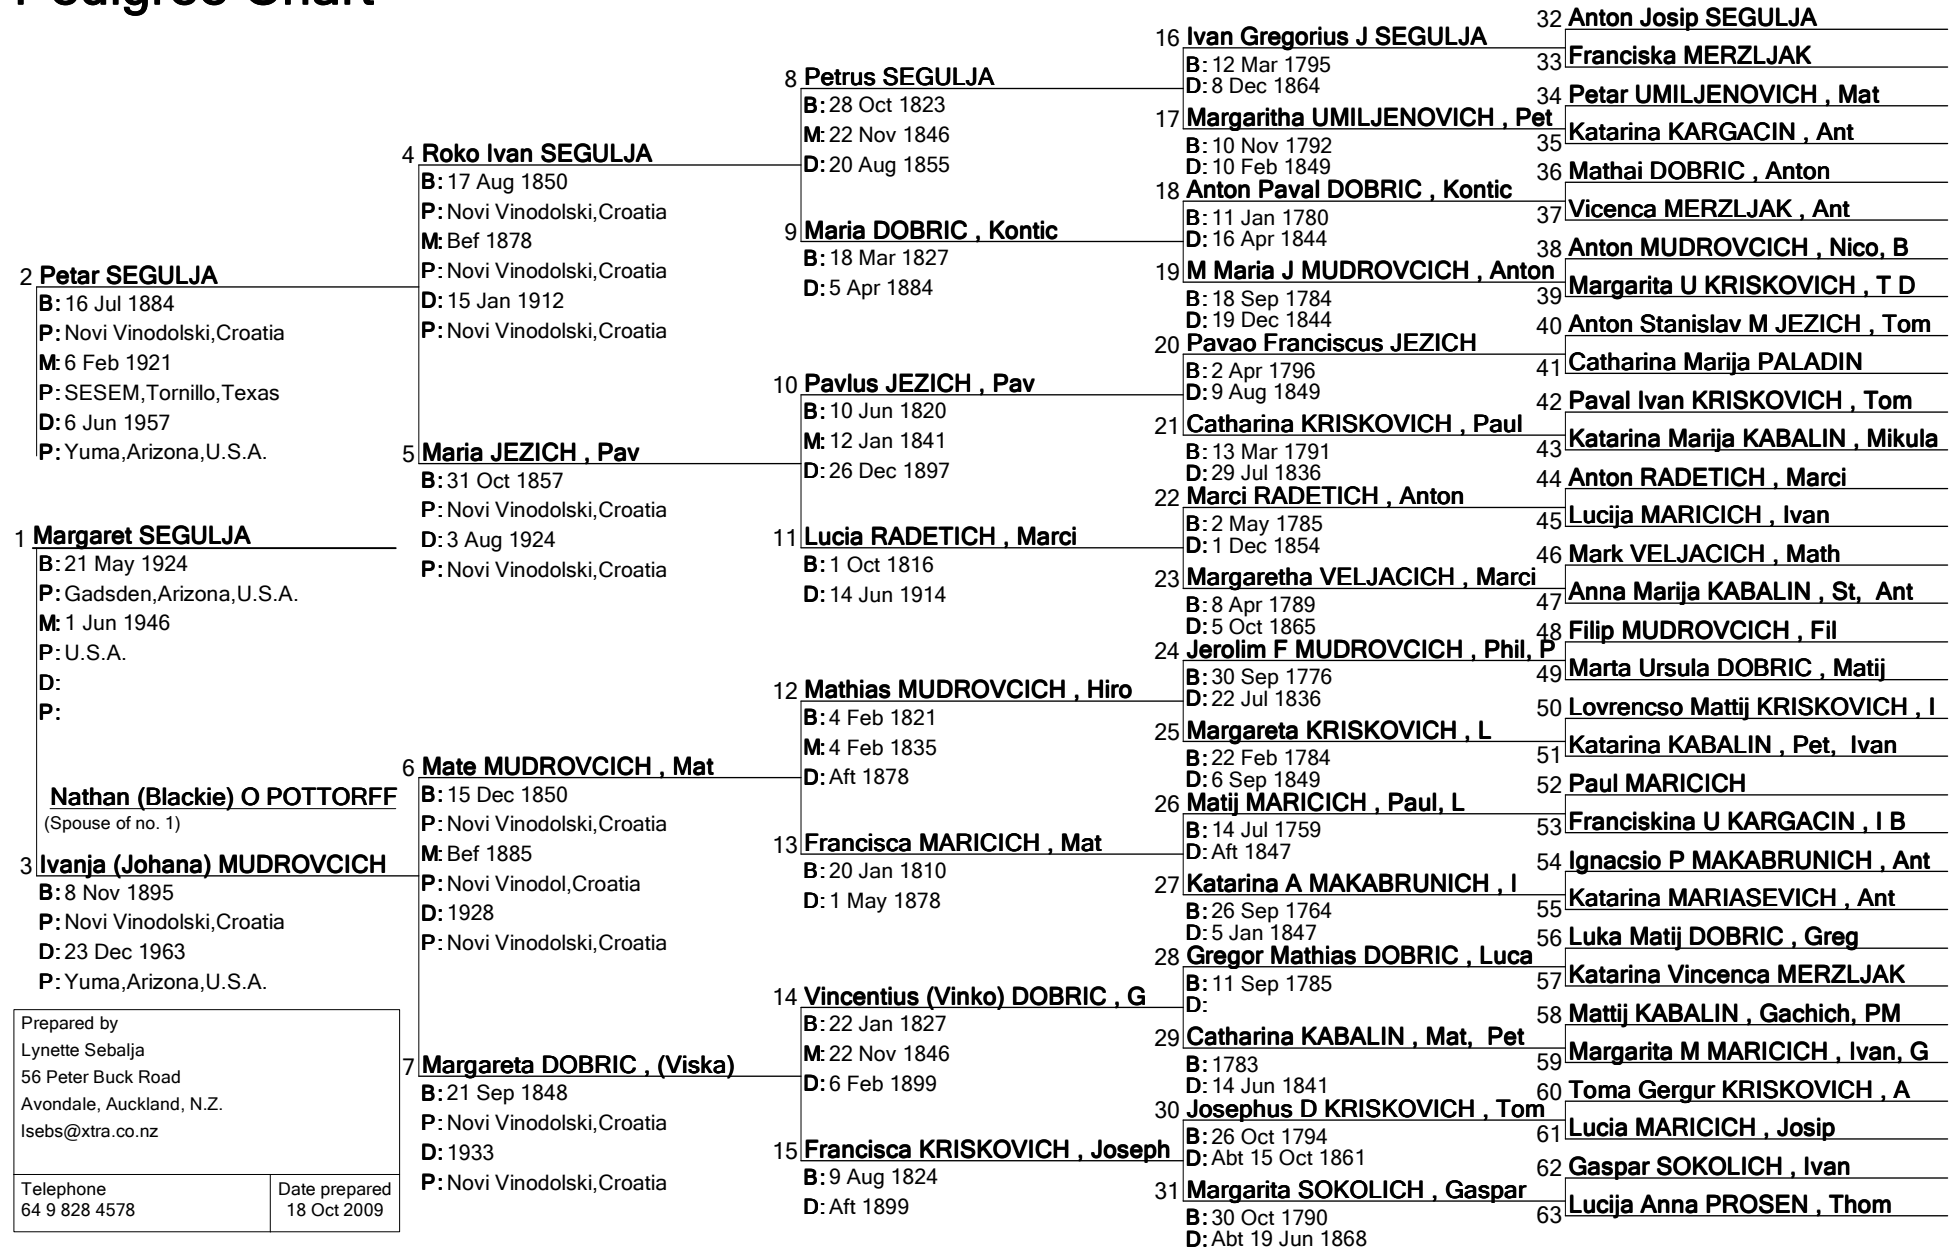 Pedigree Chart
1 Margaret SEGULJA
B: 21 May 1924
P: Gadsden,Arizona,U.S.A.
M: 1 Jun 1946
P: U.S.A.
D:
P:
Nathan (Blackie) O POTTORFF
(Spouse of no. 1)
2 Petar SEGULJA
B: 16 Jul 1884
P: Novi Vinodolski,Croatia
M: 6 Feb 1921
P: SESEM,Tornillo,Texas
D: 6 Jun 1957
P: Yuma,Arizona,U.S.A.
3 Ivanja (Johana) MUDROVCICH
B: 8 Nov 1895
P: Novi Vinodolski,Croatia
D: 23 Dec 1963
P: Yuma,Arizona,U.S.A.
Prepared by
Lynette Sebalja
56 Peter Buck Road
Avondale, Auckland, N.Z.
lsebs@xtra.co.nz
Telephone
64 9 828 4578
Date prepared
18 Oct 2009
4 Roko Ivan SEGULJA
B: 17 Aug 1850
P: Novi Vinodolski,Croatia
M: Bef 1878
P: Novi Vinodolski,Croatia
D: 15 Jan 1912
P: Novi Vinodolski,Croatia
5 Maria JEZICH , Pav
B: 31 Oct 1857
P: Novi Vinodolski,Croatia
D: 3 Aug 1924
P: Novi Vinodolski,Croatia
6 Mate MUDROVCICH , Mat
B: 15 Dec 1850
P: Novi Vinodolski,Croatia
M: Bef 1885
P: Novi Vinodol,Croatia
D: 1928
P: Novi Vinodolski,Croatia
7 Margareta DOBRIC , (Viska)
B: 21 Sep 1848
P: Novi Vinodolski,Croatia
D: 1933
P: Novi Vinodolski,Croatia
8 Petrus SEGULJA
B: 28 Oct 1823
M: 22 Nov 1846
D: 20 Aug 1855
9 Maria DOBRIC , Kontic
B: 18 Mar 1827
D: 5 Apr 1884
10 Pavlus JEZICH , Pav
B: 10 Jun 1820
M: 12 Jan 1841
D: 26 Dec 1897
11 Lucia RADETICH , Marci
B: 1 Oct 1816
D: 14 Jun 1914
12 Mathias MUDROVCICH , Hiro
B: 4 Feb 1821
M: 4 Feb 1835
D: Aft 1878
13 Francisca MARICICH , Mat
B: 20 Jan 1810
D: 1 May 1878
14 Vincentius (Vinko) DOBRIC , G
B: 22 Jan 1827
M: 22 Nov 1846
D: 6 Feb 1899
15 Francisca KRISKOVICH , Joseph
B: 9 Aug 1824
D: Aft 1899
16 Ivan Gregorius J SEGULJA
B: 12 Mar 1795
D: 8 Dec 1864
17 Margaritha UMILJENOVICH , Pet
B: 10 Nov 1792
D: 10 Feb 1849
18 Anton Paval DOBRIC , Kontic
B: 11 Jan 1780
D: 16 Apr 1844
19 M Maria J MUDROVCICH , Anton
B: 18 Sep 1784
D: 19 Dec 1844
20 Pavao Franciscus JEZICH
B: 2 Apr 1796
D: 9 Aug 1849
21 Catharina KRISKOVICH , Paul
B: 13 Mar 1791
D: 29 Jul 1836
22 Marci RADETICH , Anton
B: 2 May 1785
D: 1 Dec 1854
23 Margaretha VELJACICH , Marci
B: 8 Apr 1789
D: 5 Oct 1865
24 Jerolim F MUDROVCICH , Phil, P
B: 30 Sep 1776
D: 22 Jul 1836
25 Margareta KRISKOVICH , L
B: 22 Feb 1784
D: 6 Sep 1849
26 Matij MARICICH , Paul, L
B: 14 Jul 1759
D: Aft 1847
27 Katarina A MAKABRUNICH , I
B: 26 Sep 1764
D: 5 Jan 1847
28 Gregor Mathias DOBRIC , Luca
B: 11 Sep 1785
D:
29 Catharina KABALIN , Mat, Pet
B: 1783
D: 14 Jun 1841
30 Josephus D KRISKOVICH , Tom
B: 26 Oct 1794
D: Abt 15 Oct 1861
31 Margarita SOKOLICH , Gaspar
B: 30 Oct 1790
D: Abt 19 Jun 1868
32 Anton Josip SEGULJA
33 Franciska MERZLJAK
34 Petar UMILJENOVICH , Mat
35 Katarina KARGACIN , Ant
36 Mathai DOBRIC , Anton
37 Vicenca MERZLJAK , Ant
38 Anton MUDROVCICH , Nico, B
39 Margarita U KRISKOVICH , T D
40 Anton Stanislav M JEZICH , Tom
41 Catharina Marija PALADIN
42 Paval Ivan KRISKOVICH , Tom
43 Katarina Marija KABALIN , Mikula
44 Anton RADETICH , Marci
45 Lucija MARICICH , Ivan
46 Mark VELJACICH , Math
47 Anna Marija KABALIN , St, Ant
48 Filip MUDROVCICH , Fil
49 Marta Ursula DOBRIC , Matij
50 Lovrencso Mattij KRISKOVICH , I
51 Katarina KABALIN , Pet, Ivan
52 Paul MARICICH
53 Franciskina U KARGACIN , I B
54 Ignacsio P MAKABRUNICH , Ant
55 Katarina MARIASEVICH , Ant
56 Luka Matij DOBRIC , Greg
57 Katarina Vincenca MERZLJAK
58 Mattij KABALIN , Gachich, PM
59 Margarita M MARICICH , Ivan, G
60 Toma Gergur KRISKOVICH , A
61 Lucia MARICICH , Josip
62 Gaspar SOKOLICH , Ivan
63 Lucija Anna PROSEN , Thom